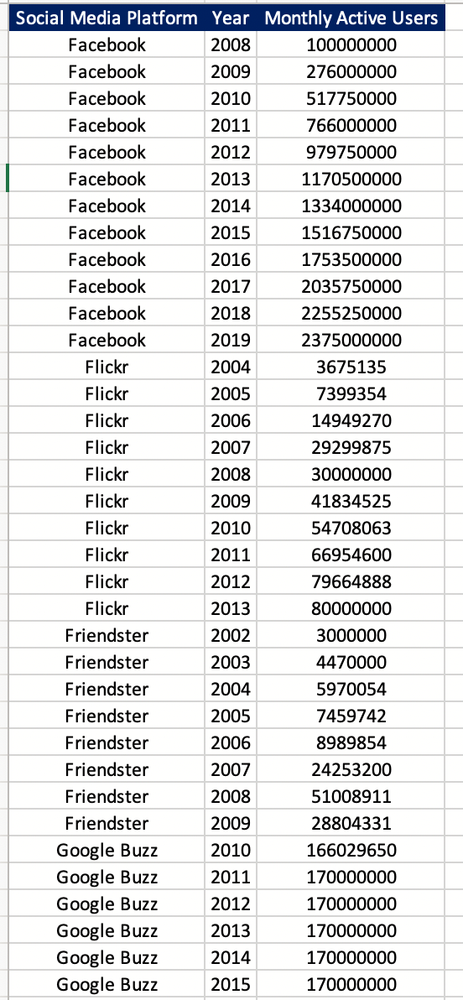 Social Media Platform Year Monthly Active Users
Facebook 2008 100000000
Facebook 2009 276000000
Facebook 2010 517750000
Facebook 2011 766000000
Facebook 2012 979750000
Facebook 2013 1170500000
Facebook 2014 1334000000
Facebook 2015 1516750000
Facebook 2016 1753500000
Facebook 2017 2035750000
Facebook 2018 2255250000
Facebook 2019 2375000000
Flickr 2004 3675135
Flickr 2005 7399354
Flickr 2006 14949270
Flickr 2007 29299875
Flickr 2008 30000000
Flickr 2009 41834525
Flickr 2010 54708063
Flickr 2011 66954600
Flickr 2012 79664888
Flickr 2013 80000000
Friendster 2002 3000000
Friendster 2003 4470000
Friendster 2004 5970054
Friendster 2005 7459742
Friendster 2006 8989854
Friendster 2007 24253200
Friendster 2008 51008911
Friendster 2009 28804331
Google Buzz 2010 166029650
Google Buzz 2011 170000000
Google Buzz 2012 170000000
Google Buzz 2013 170000000
Google Buzz 2014 170000000
Google Buzz 2015 170000000